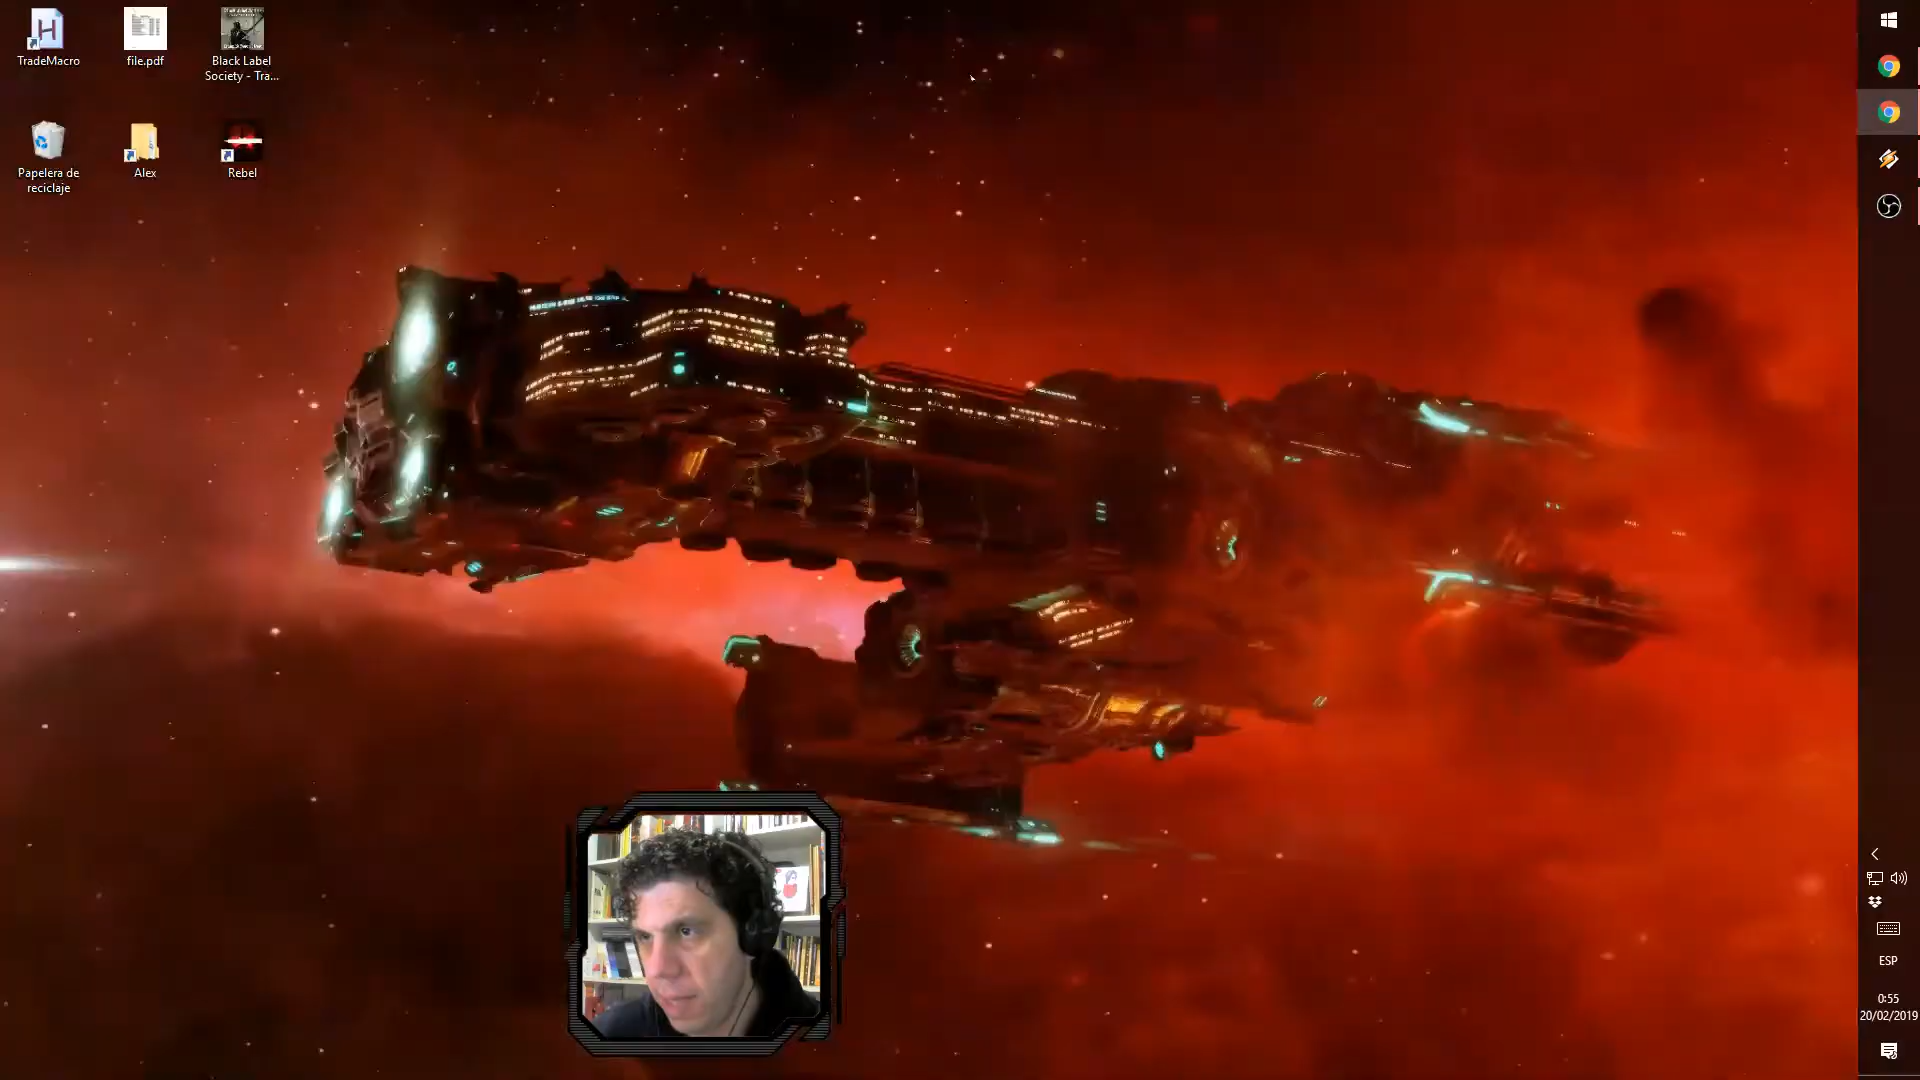 TradeMacro
file.pdf
Black Label
Society - Tra...
Papelera de
reciclaje
Alex
Rebel
ESP
0:55
20/02/2019